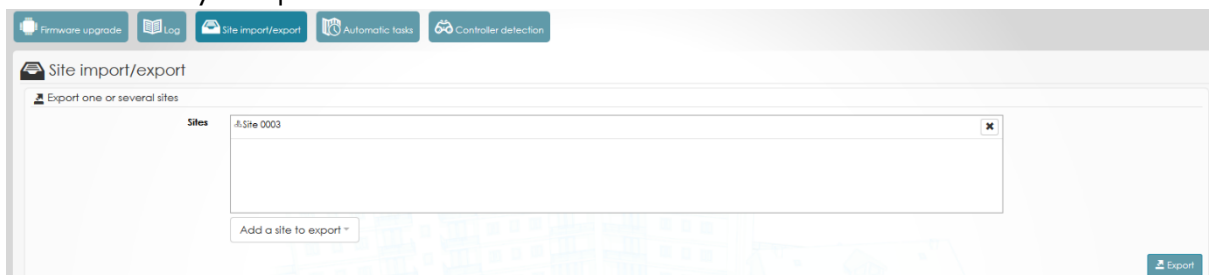 Firmware upgrade Log Site import/export Automatic tasks Controller detection
Site import/export
Export one or several sites
Sites Site 0003
Add a site to export
Export